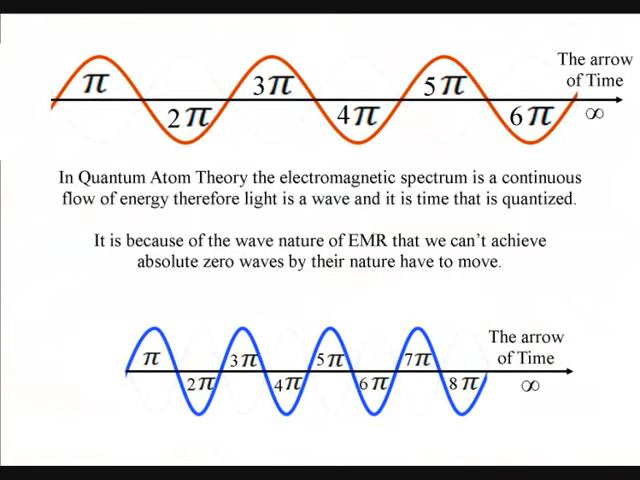 The arrow
of Time
π
3π
5π
2π
4π
6π
∞
In Quantum Atom Theory the electromagnetic spectrum is a continuous
flow of energy therefore light is a wave and it is time that is quantized.
It is because of the wave nature of EMR that we can't achieve
absolute zero waves by their nature have to move.
The arrow
of Time
π
3π
5π
7π
2π
4π
6π
8π
∞